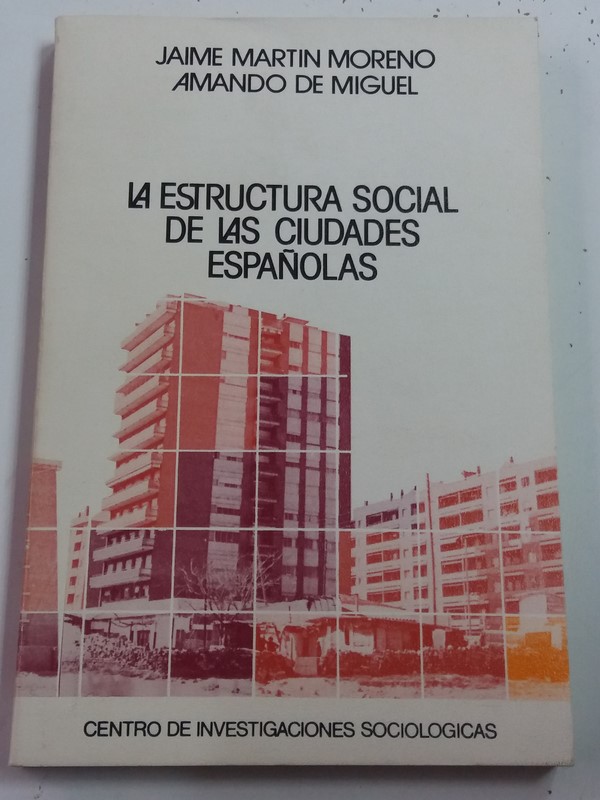 JAIME MARTIN MORENO
AMANDO DE MIGUEL
LA ESTRUCTURA SOCIAL
DE LAS CIUDADES
ESPAÑOLAS
CENTRO DE INVESTIGACIONES SOCIOLOGICAS